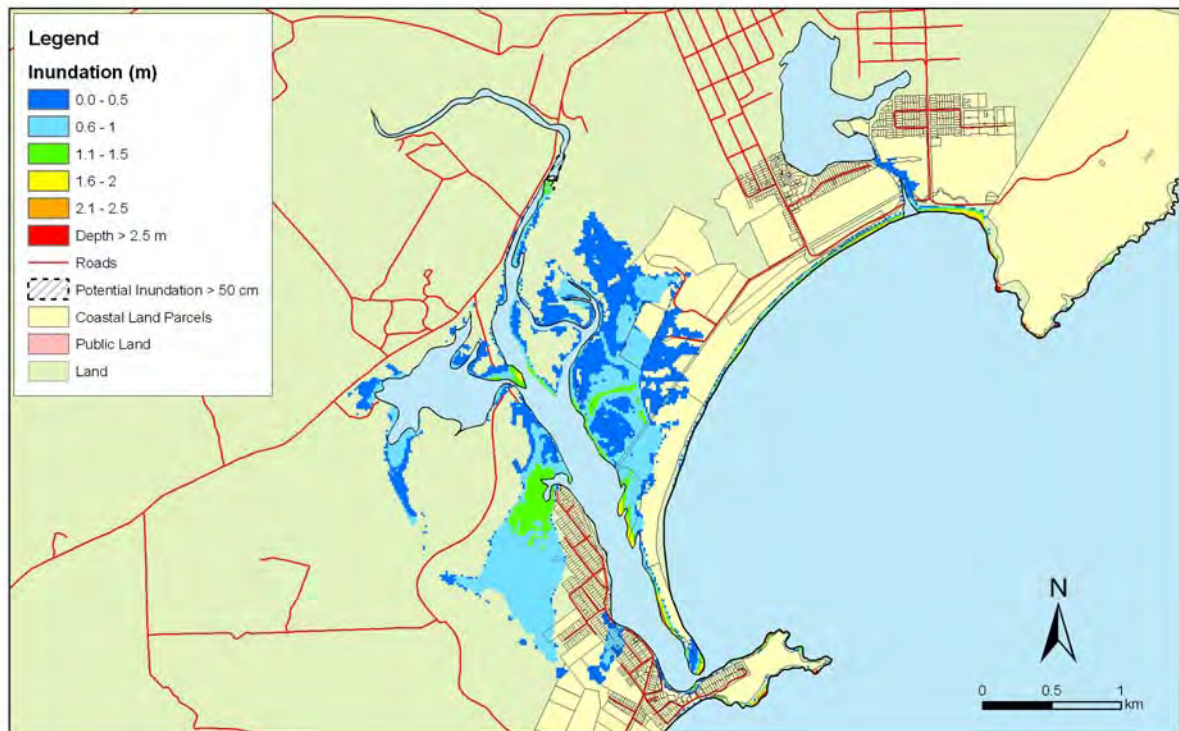 Legend
Inundation (m)
0.0 - 0.5
0.6 - 1
1.1 - 1.5
1.6 - 2
2.1 - 2.5
Depth > 2.5 m
Roads
Potential Inundation > 50 cm
Coastal Land Parcels
Public Land
Land
N
0 0.5 1
km